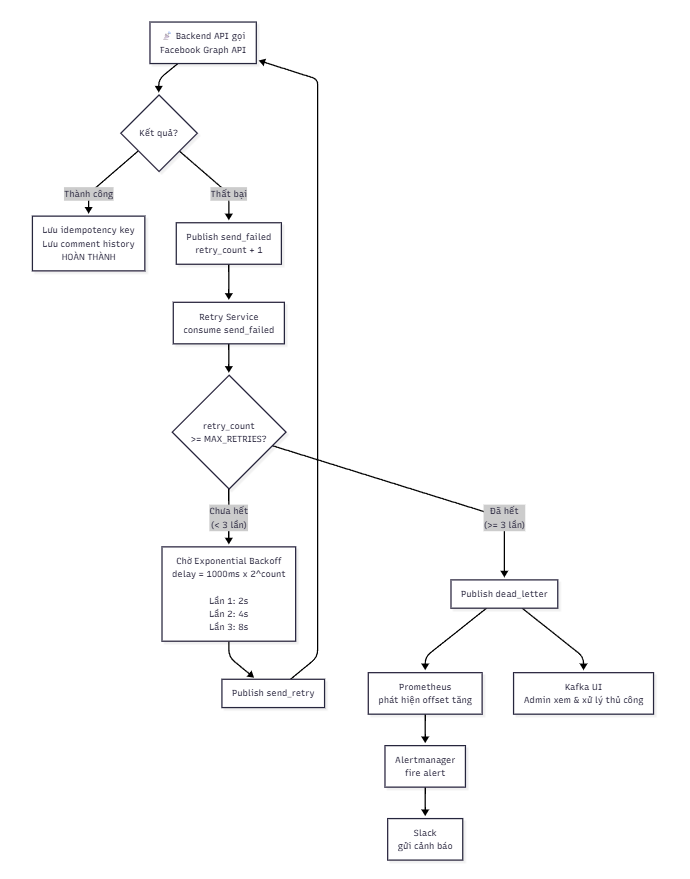 Backend API gọi
Facebook Graph API
Kết quả?
Thành công
Thất bại
Lưu idempotency key
Lưu comment history
HOÀN THÀNH
Publish send_failed
retry_count + 1
Retry Service
consume send_failed
retry_count
>= MAX_RETRIES?
Chưa hết
(< 3 lần)
Đã hết
(>= 3 lần)
Chờ Exponential Backoff
delay = 1000ms x 2^count
Lần 1: 2s
Lần 2: 4s
Lần 3: 8s
Publish dead_letter
Publish send_retry
Prometheus
phát hiện offset tăng
Kafka UI
Admin xem & xử lý thủ công
Alertmanager
fire alert
Slack
gửi cảnh báo